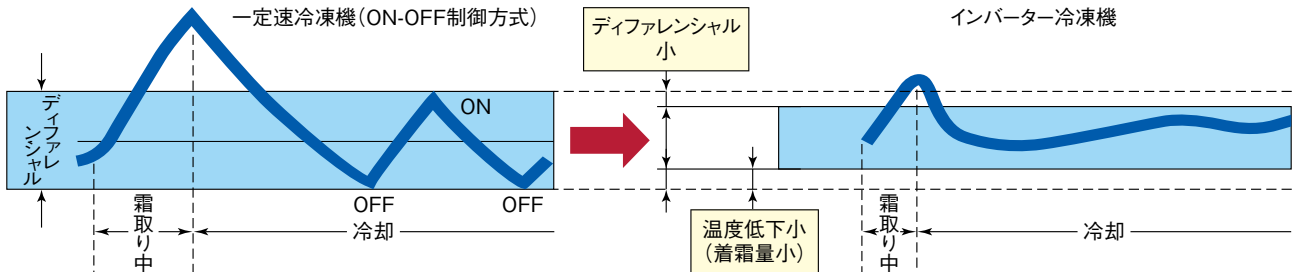 一定速冷凍機(ON-OFF制御方式)
ディファレンシャル
小
インバーター冷凍機
ディファレ
ンシャル
ON
OFF
OFF
霜取り中
冷却
温度低下小
(着霜量小)
霜取り中
冷却